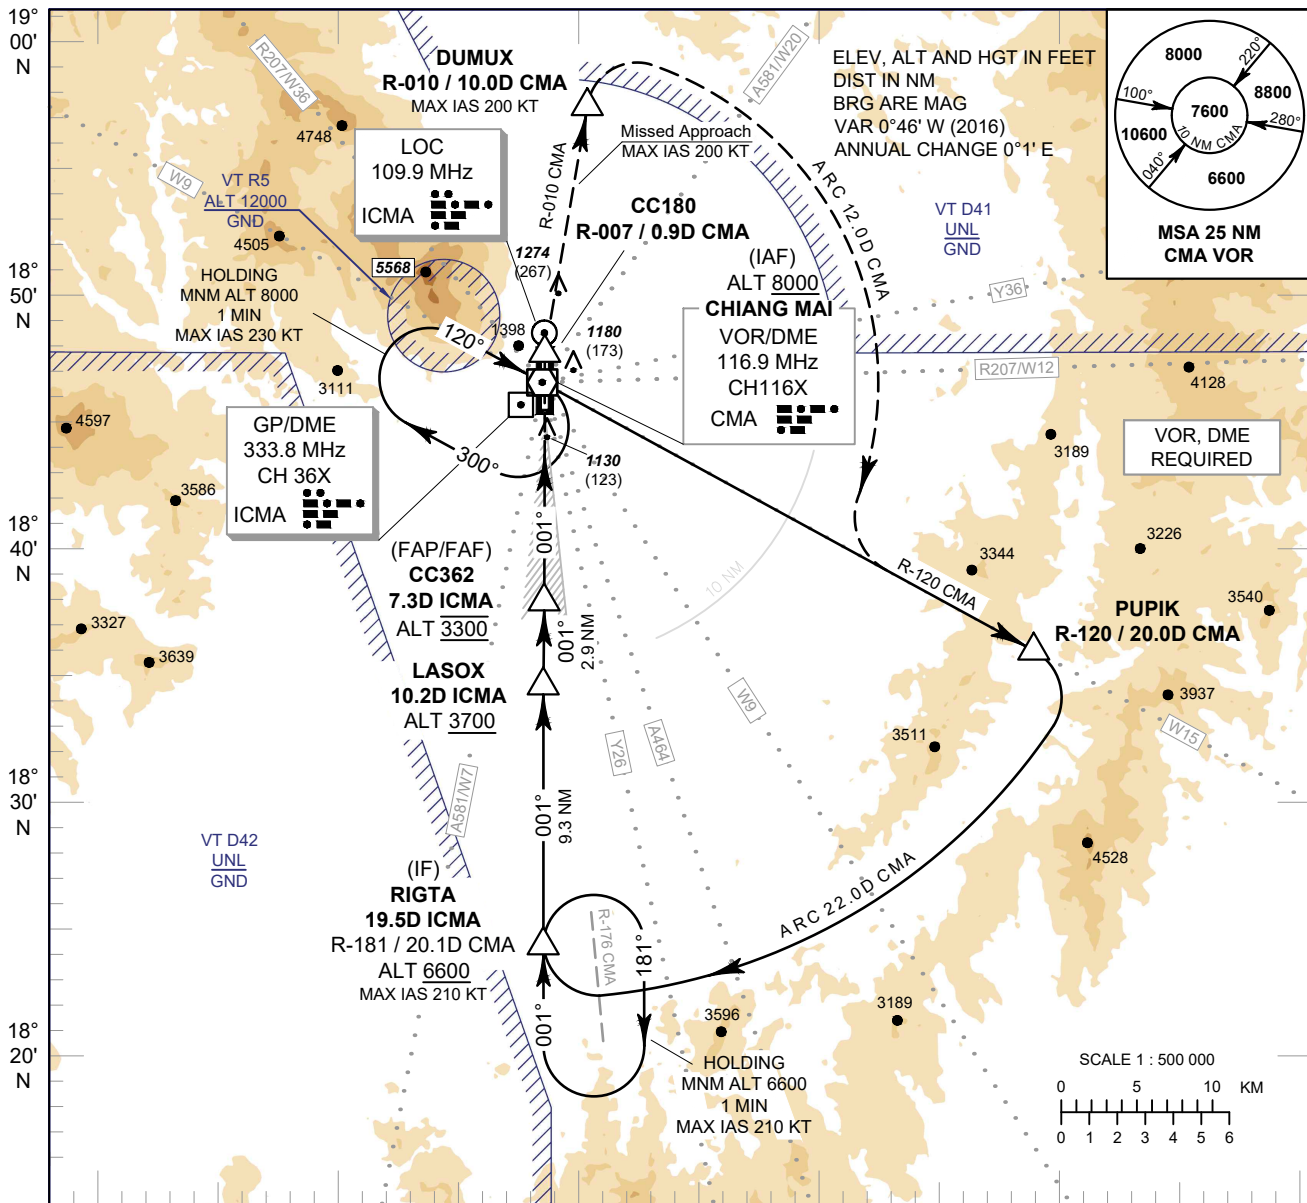 19°
00'
N
18°
50'
N
18°
40'
N
18°
30'
N
18°
20'
N
DUMUX
R-010 / 10.0D CMA
MAX IAS 200 KT
R207/W36
A581/W20
ELEV, ALT AND HGT IN FEET
DIST IN NM
BRG ARE MAG
VAR 0°46' W (2016)
ANNUAL CHANGE 0°1' E
8000
220°
100°
7600
8800
280°
10600
10 NM CMA
040°
6600
MSA 25 NM
CMA VOR
4748
LOC
109.9 MHz
ICMA
Missed Approach
MAX IAS 200 KT
R-010 CMA
ARC 12.0D CMA
W9
VT R5
ALT 12000
GND
4505
CC180
R-007 / 0.9D CMA
VT D41
UNL
GND
5568
1274
(267)
HOLDING
MNM ALT 8000
1 MIN
MAX IAS 230 KT
(IAF)
ALT 8000
CHIANG MAI
VOR/DME
116.9 MHz
CH116X
CMA
Y36
120°
1398
1180
(173)
R207/W12
3111
4128
4597
GP/DME
333.8 MHz
CH 36X
ICMA
300°
1130
(123)
3189
VOR, DME
REQUIRED
3586
001°
3226
(FAP/FAF)
CC362
7.3D ICMA
ALT 3300
10 NM
3344
R-120 CMA
3540
3327
3639
001°
2.9 NM
PUPIK
R-120 / 20.0D CMA
LASOX
10.2D ICMA
ALT 3700
W9
3937
W15
Y26
A464
3511
A581/W7
001°
9.3 NM
VT D42
UNL
GND
4528
(IF)
RIGTA
19.5D ICMA
R-181 / 20.1D CMA
ALT 6600
MAX IAS 210 KT
R-176 CMA
181°
ARC 22.0D CMA
001°
3596
3189
HOLDING
MNM ALT 6600
1 MIN
MAX IAS 210 KT
SCALE 1 : 500 000
0 5 10 KM
0 1 2 3 4 5 6